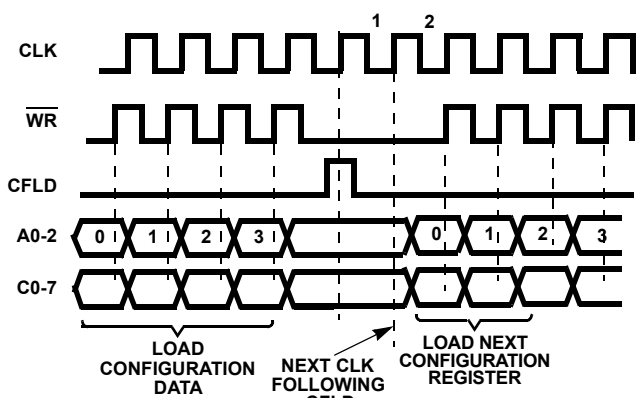 1 2
CLK
WR
CFLD
A0-2 0 1 2 3 0 1 2 3
C0-7
LOAD
CONFIGURATION
DATA
NEXT CLK
FOLLOWING
CFLD
LOAD NEXT
CONFIGURATION
REGISTER